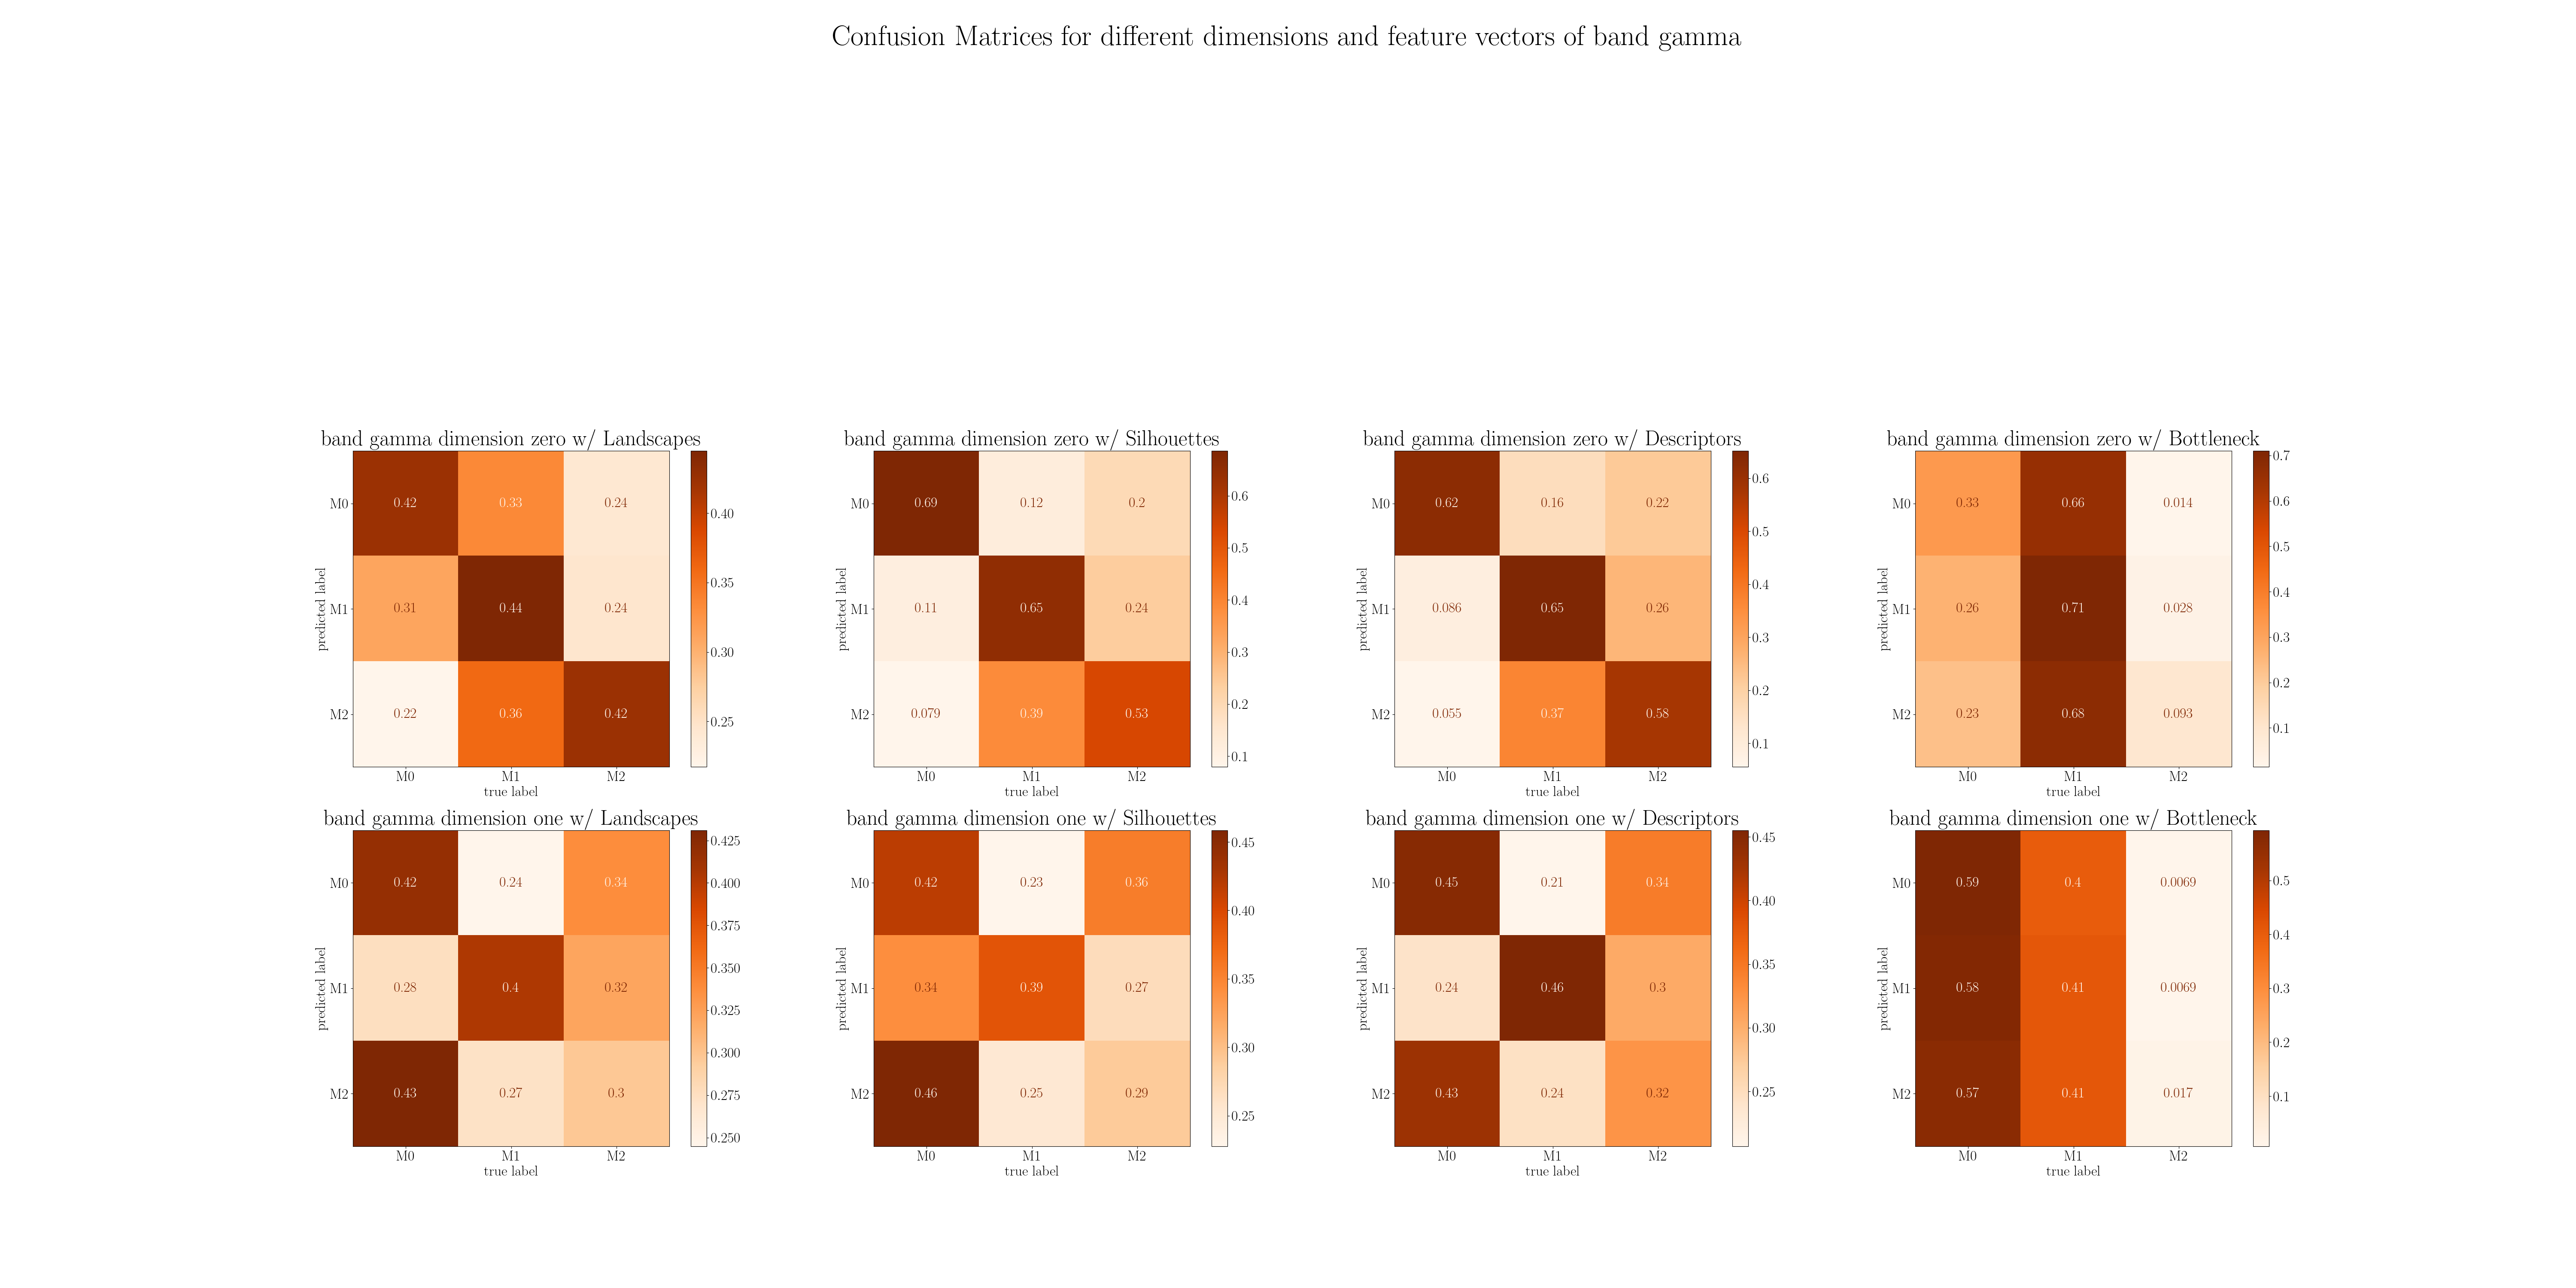 Confusion Matrices for different dimensions and feature vectors of band gamma
band gamma dimension zero w/ Landscapes
predicted label
M0 0.42 0.33 0.24
M1 0.31 0.44 0.24
M2 0.22 0.36 0.42
M0 M1 M2
true label
0.40
0.35
0.30
0.25
band gamma dimension zero w/ Silhouettes
predicted label
M0 0.69 0.12 0.2
M1 0.11 0.65 0.24
M2 0.079 0.39 0.53
M0 M1 M2
true label
0.6
0.5
0.4
0.3
0.2
0.1
band gamma dimension zero w/ Descriptors
predicted label
M0 0.62 0.16 0.22
M1 0.086 0.65 0.26
M2 0.055 0.37 0.58
M0 M1 M2
true label
0.6
0.5
0.4
0.3
0.2
0.1
band gamma dimension zero w/ Bottleneck
predicted label
M0 0.33 0.66 0.014
M1 0.26 0.71 0.028
M2 0.23 0.68 0.093
M0 M1 M2
true label
0.7
0.6
0.5
0.4
0.3
0.2
0.1
band gamma dimension one w/ Landscapes
predicted label
M0 0.42 0.24 0.34
M1 0.28 0.4 0.32
M2 0.43 0.27 0.3
M0 M1 M2
true label
0.425
0.400
0.375
0.350
0.325
0.300
0.275
0.250
band gamma dimension one w/ Silhouettes
predicted label
M0 0.42 0.23 0.36
M1 0.34 0.39 0.27
M2 0.46 0.25 0.29
M0 M1 M2
true label
0.45
0.40
0.35
0.30
0.25
band gamma dimension one w/ Descriptors
predicted label
M0 0.45 0.21 0.34
M1 0.24 0.46 0.3
M2 0.43 0.24 0.32
M0 M1 M2
true label
0.45
0.40
0.35
0.30
0.25
band gamma dimension one w/ Bottleneck
predicted label
M0 0.59 0.4 0.0069
M1 0.58 0.41 0.0069
M2 0.57 0.41 0.017
M0 M1 M2
true label
0.5
0.4
0.3
0.2
0.1